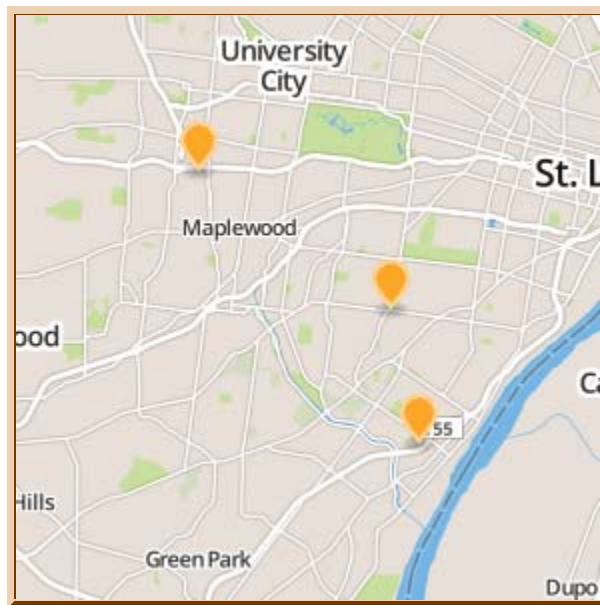 University
City
St. L
Maplewood
ood
Ca
55
Hills
Green Park
Dupo